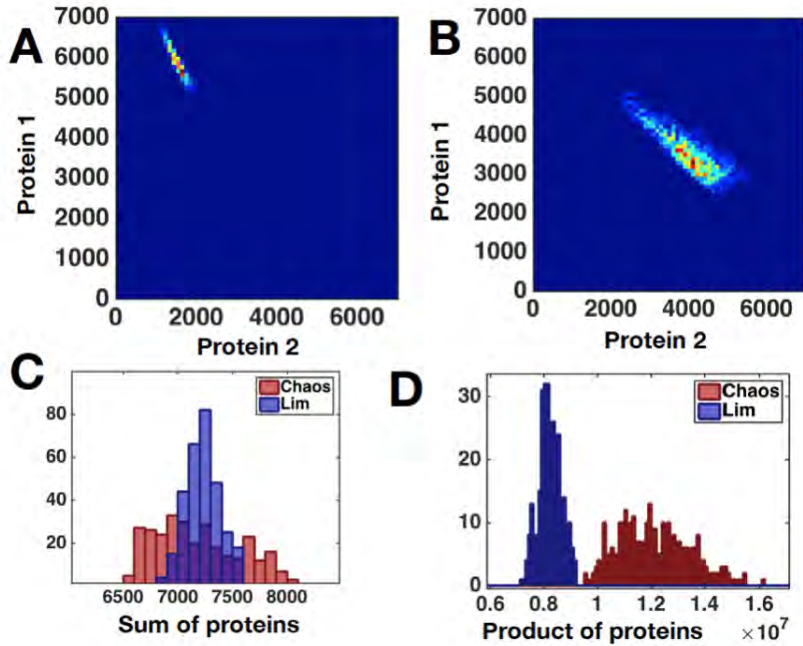 A
7000
6000
5000
4000
3000
2000
1000
0
Protein 1
0 2000 4000 6000
Protein 2
B
7000
6000
5000
4000
3000
2000
1000
0
Protein 1
0 2000 4000 6000
Protein 2
C
Chaos
Lim
80
60
40
20
6500 7000 7500 8000
Sum of proteins
D
Chaos
Lim
30
20
10
0
0.6 0.8 1 1.2 1.4 1.6
×10⁷
Product of proteins